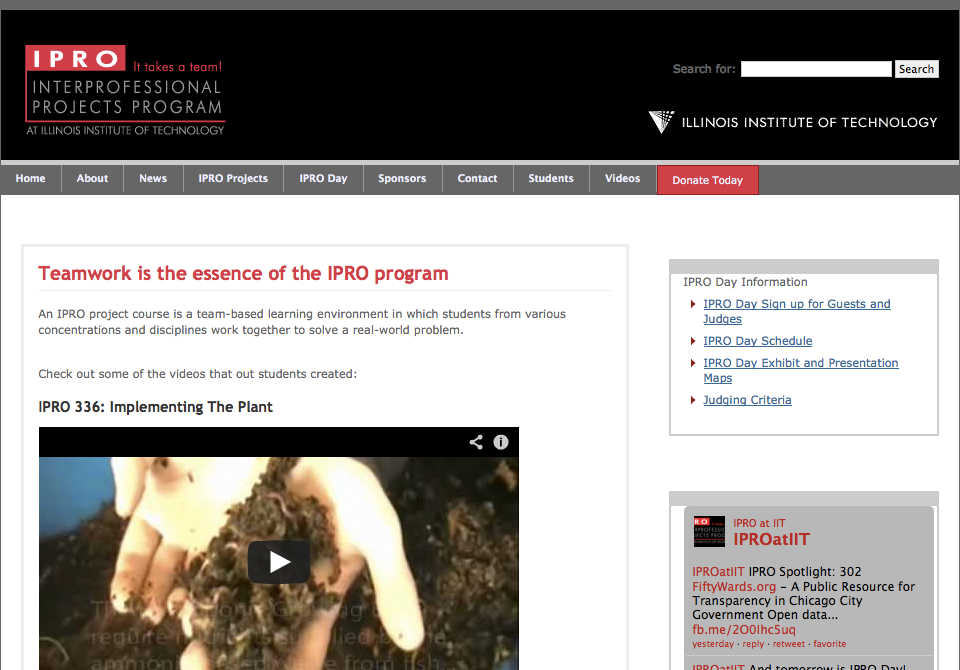 IPRO It takes a team!
INTERPROFESSIONAL
PROJECTS PROGRAM
AT ILLINOIS INSTITUTE OF TECHNOLOGY
Search for: Search
ILLINOIS INSTITUTE OF TECHNOLOGY
Home About News IPRO Projects IPRO Day Sponsors Contact Students Videos Donate Today
Teamwork is the essence of the IPRO program
An IPRO project course is a team-based learning environment in which students from various
concentrations and disciplines work together to solve a real-world problem.
Check out some of the videos that out students created:
IPRO 336: Implementing The Plant
IPRO Day Information
IPRO Day Sign up for Guests and
Judges
IPRO Day Schedule
IPRO Day Exhibit and Presentation
Maps
Judging Criteria
IPRO at IIT
IPROatIIT
IPROatIIT IPRO Spotlight: 302
FiftyWards.org – A Public Resource for
Transparency in Chicago City
Government Open data...
fb.me/2O0Ihc5uq
yesterday · reply · retweet · favorite
IPROatIIT And tomorrow is IPRO Day!